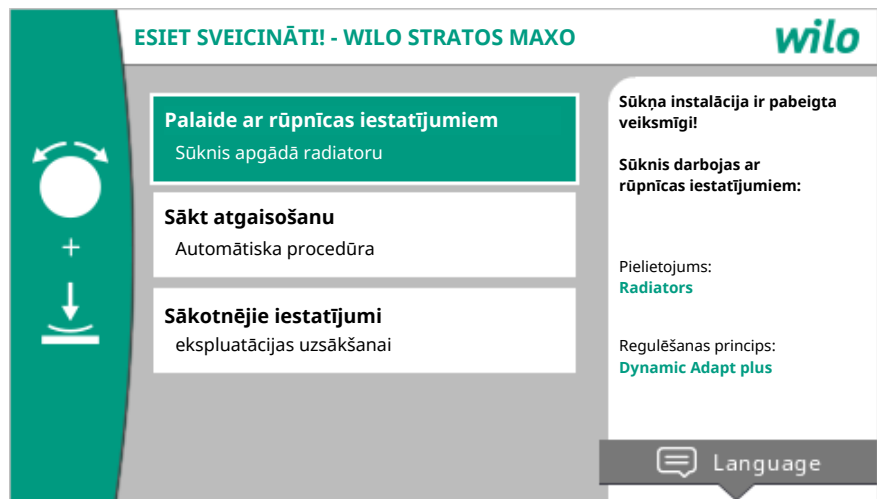 ESIET SVEICINĀTI! - WILO STRATOS MAXO
wilo
Palaide ar rūpnīcas iestatījumiem
Sūknis apgādā radiatoru
Sākt atgaisošanu
Automātiska procedūra
Sākotnējie iestatījumi
ekspluatācijas uzsākšanai
+
Sūkņa instalācija ir pabeigta
veiksmīgi!
Sūknis darbojas ar
rūpnīcas iestatījumiem:
Pielietojums:
Radiators
Regulēšanas princips:
Dynamic Adapt plus
Language